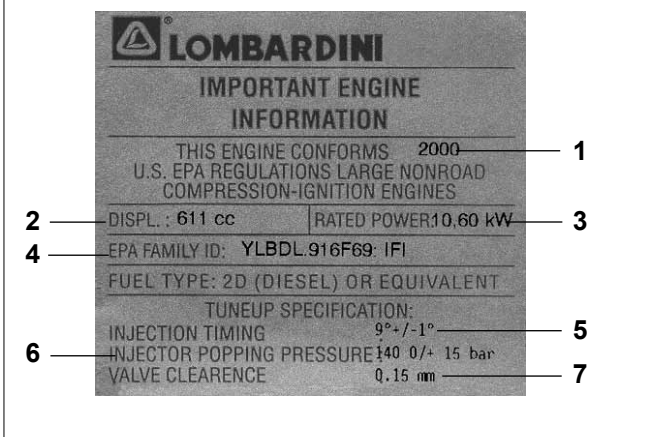 LOMBARDINI
IMPORTANT ENGINE
INFORMATION
THIS ENGINE CONFORMS 2000 1
U.S. EPA REGULATIONS LARGE NONROAD
COMPRESSION-IGNITION ENGINES
2 DISPL. : 611 cc RATED POWER:10,60 kW 3
4 EPA FAMILY ID: YLBDL.916F69: IFI
FUEL TYPE: 2D (DIESEL) OR EQUIVALENT
TUNEUP SPECIFICATION:
INJECTION TIMING 9°+/-1° 5
6 INJECTOR POPPING PRESSURE: 140 0/+ 15 bar
VALVE CLEARENCE 0.15 mm 7